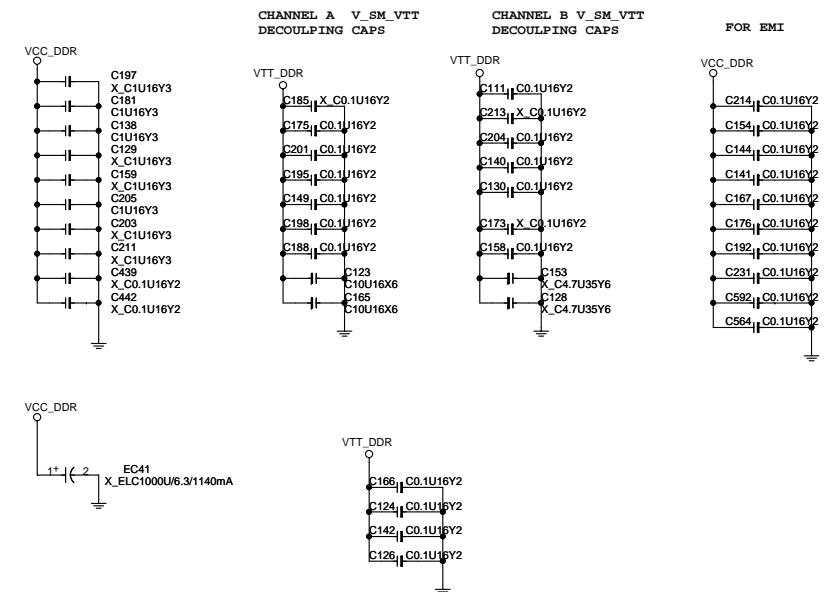 CHANNEL A V_SM_VTT
DECOULPING CAPS
CHANNEL B V_SM_VTT
DECOULPING CAPS
FOR EMI
VCC_DDR
C197
X_C1U16Y3
C181
C1U16Y3
C138
C1U16Y3
C129
X_C1U16Y3
C159
X_C1U16Y3
C205
C1U16Y3
C203
X_C1U16Y3
C211
X_C1U16Y3
C439
X_C0.1U16Y2
C442
X_C0.1U16Y2
VTT_DDR
C185 X_C0.1U16Y2
C175 C0.1U16Y2
C201 C0.1U16Y2
C195 C0.1U16Y2
C149 C0.1U16Y2
C198 C0.1U16Y2
C188 C0.1U16Y2
C123
C10U16X6
C165
C10U16X6
VTT_DDR
C111 C0.1U16Y2
C213 X_C0.1U16Y2
C204 C0.1U16Y2
C140 C0.1U16Y2
C130 C0.1U16Y2
C173 X_C0.1U16Y2
C158 C0.1U16Y2
C153
X_C4.7U35Y6
C128
X_C4.7U35Y6
VCC_DDR
C214 C0.1U16Y2
C154 C0.1U16Y2
C144 C0.1U16Y2
C141 C0.1U16Y2
C167 C0.1U16Y2
C176 C0.1U16Y2
C192 C0.1U16Y2
C231 C0.1U16Y2
C592 C0.1U16Y2
C564 C0.1U16Y2
VCC_DDR
1 + 2
EC41
X_ELC1000U/6.3/1140mA
VTT_DDR
C166 C0.1U16Y2
C124 C0.1U16Y2
C142 C0.1U16Y2
C126 C0.1U16Y2